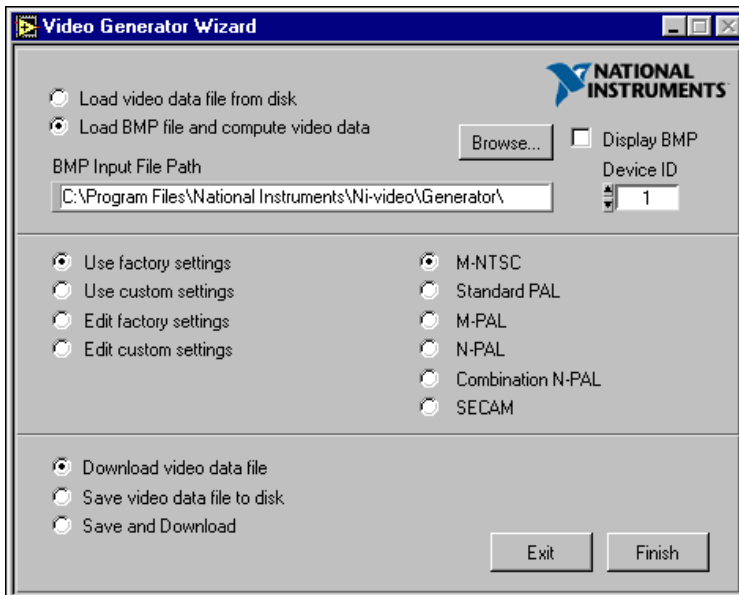 Video Generator Wizard
NATIONAL
INSTRUMENTS
Load video data file from disk
Load BMP file and compute video data
Browse...
Display BMP
BMP Input File Path
Device ID
C:\Program Files\National Instruments\Ni-video\Generator\
1
Use factory settings
Use custom settings
Edit factory settings
Edit custom settings
M-NTSC
Standard PAL
M-PAL
N-PAL
Combination N-PAL
SECAM
Download video data file
Save video data file to disk
Save and Download
Exit
Finish